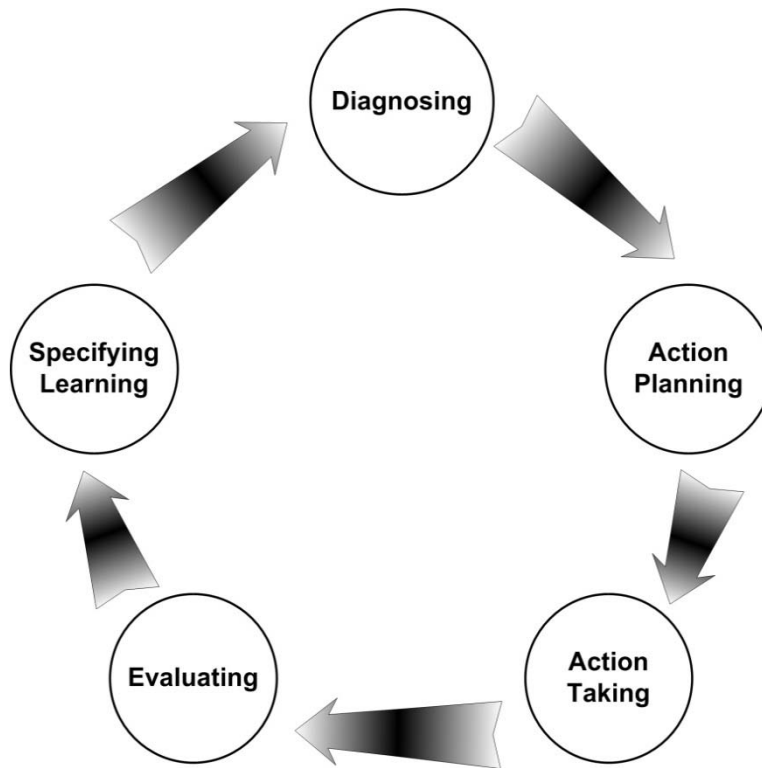 Diagnosing
Action
Planning
Action
Taking
Evaluating
Specifying
Learning